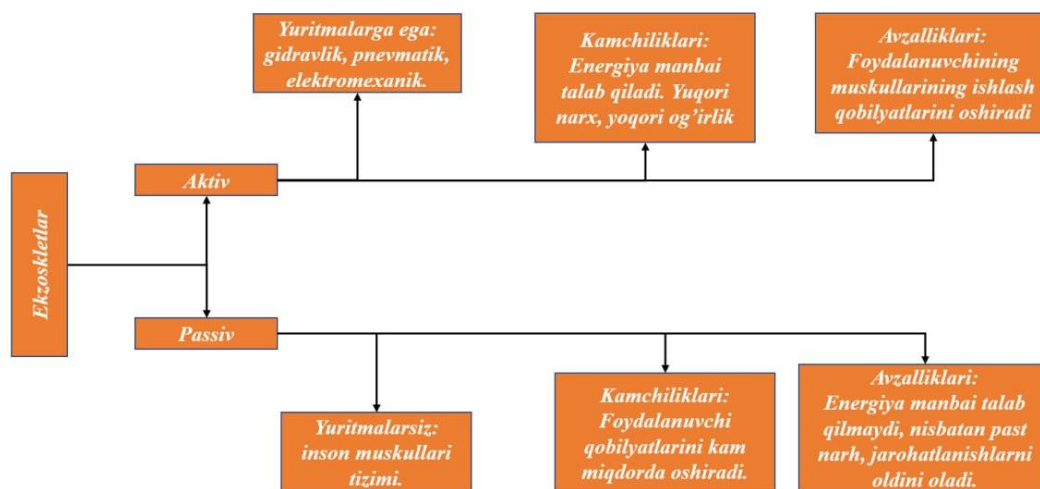 Yuritmalarga ega:
gidravlik, pnevmatik,
elektromexanik.
Kamchiliklari:
Energiya manbai
talab qiladi. Yuqori
narx, yoqori og’irlik
Avzalliklari:
Foydalanuvchining
muskullarining ishlash
qobilyatlarini oshiradi
Aktiv
Ekzoskletlar
Passiv
Yuritmalarsiz:
inson muskullari
tizimi.
Kamchiliklari:
Foydalanuvchi
qobilyatlarini kam
miqdorda oshiradi.
Avzalliklari:
Energiya manbai talab
qilmaydi, nisbatan past
narh, jarohatlanishlarni
oldini oladi.